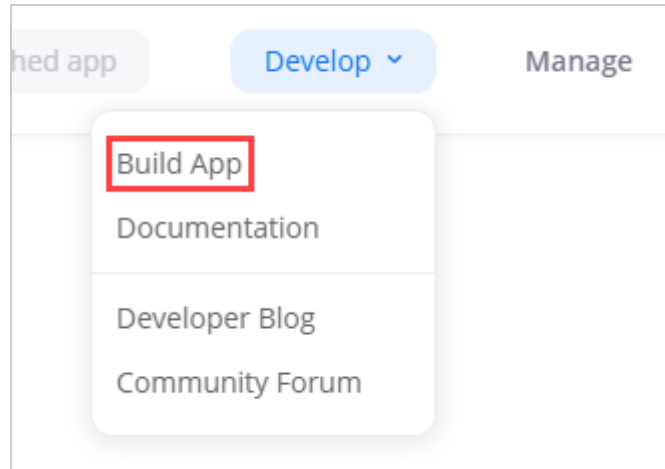 hed app Develop Manage
Build App
Documentation
Developer Blog
Community Forum